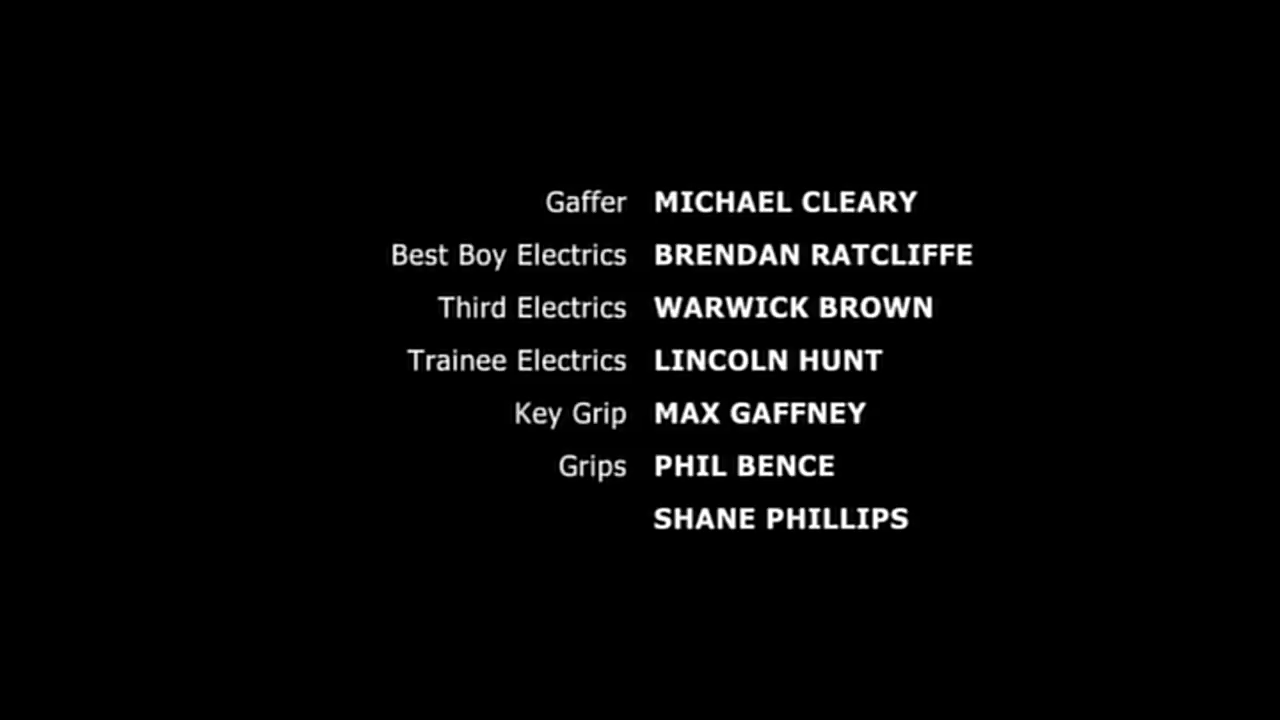 Gaffer MICHAEL CLEARY
Best Boy Electrics BRENDAN RATCLIFFE
Third Electrics WARWICK BROWN
Trainee Electrics LINCOLN HUNT
Key Grip MAX GAFFNEY
Grips PHIL BENCE
SHANE PHILLIPS